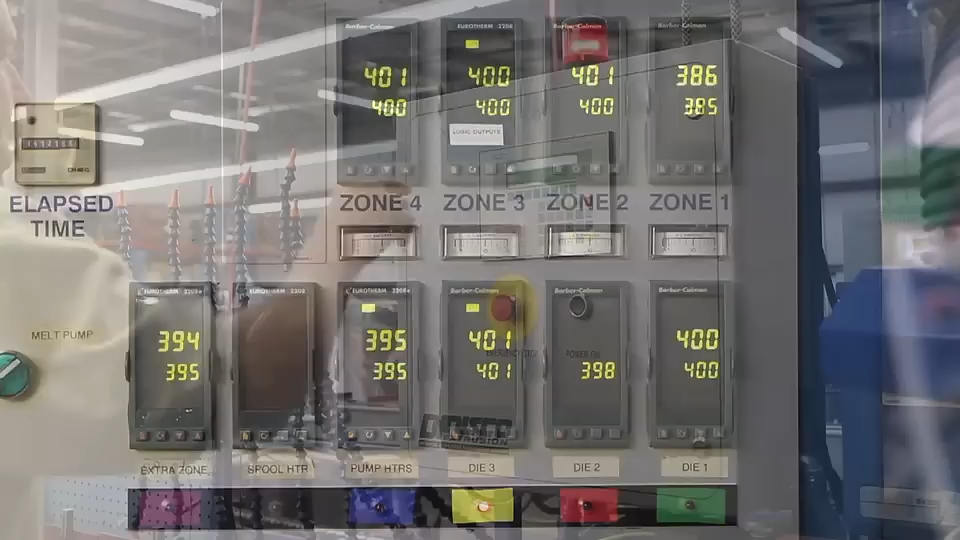 Barber-Colman EUROTHERM 2208 Barber-Colman Barber-Colman
401 400 401 386
400 400 400 385
LOGIC OUTPUTS
ELAPSED
TIME
ZONE 4 ZONE 3 ZONE 2 ZONE 1
EUROTHERM EUROTHERM 2208 EUROTHERM Barber-Colman Barber-Colman Barber-Colman
MELT PUMP
394 395 401 400
395 395 401 398 400
EXTRA ZONE SPOOL HTR PUMP HTRS DIE 3 DIE 2 DIE 1